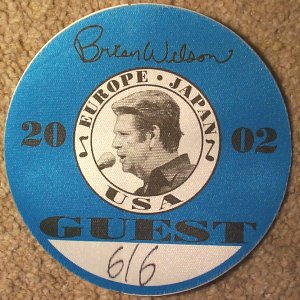 Brian Wilson
EUROPE • JAPAN
20 02
USA
GUEST
6/6